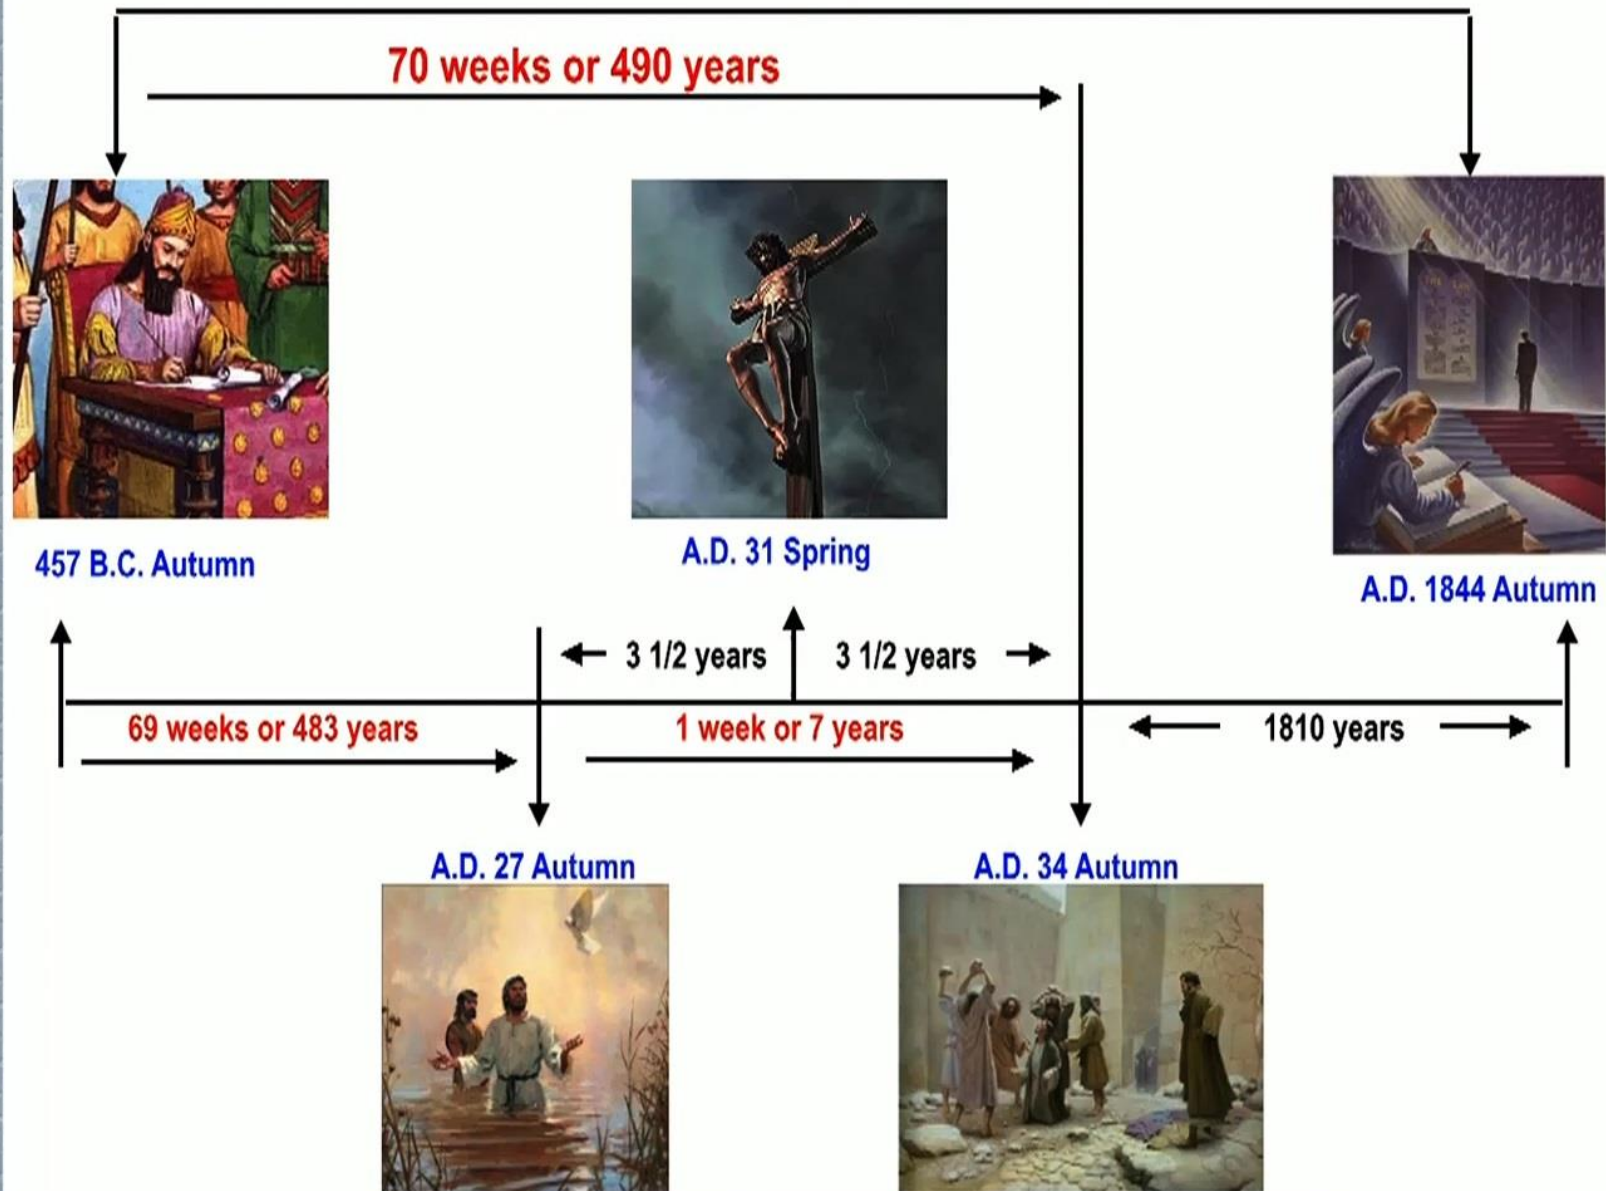 70 weeks or 490 years
457 B.C. Autumn
A.D. 31 Spring
A.D. 1844 Autumn
3 1/2 years
3 1/2 years
69 weeks or 483 years
1 week or 7 years
1810 years
A.D. 27 Autumn
A.D. 34 Autumn